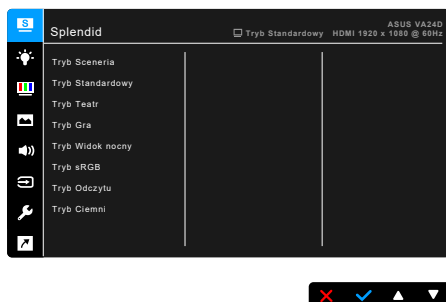 S
Splendid
ASUS VA24D
Tryb Standardowy HDMI 1920 x 1080 @ 60Hz
Tryb Sceneria
Tryb Standardowy
Tryb Teatr
Tryb Gra
Tryb Widok nocny
Tryb sRGB
Tryb Odczytu
Tryb Ciemni